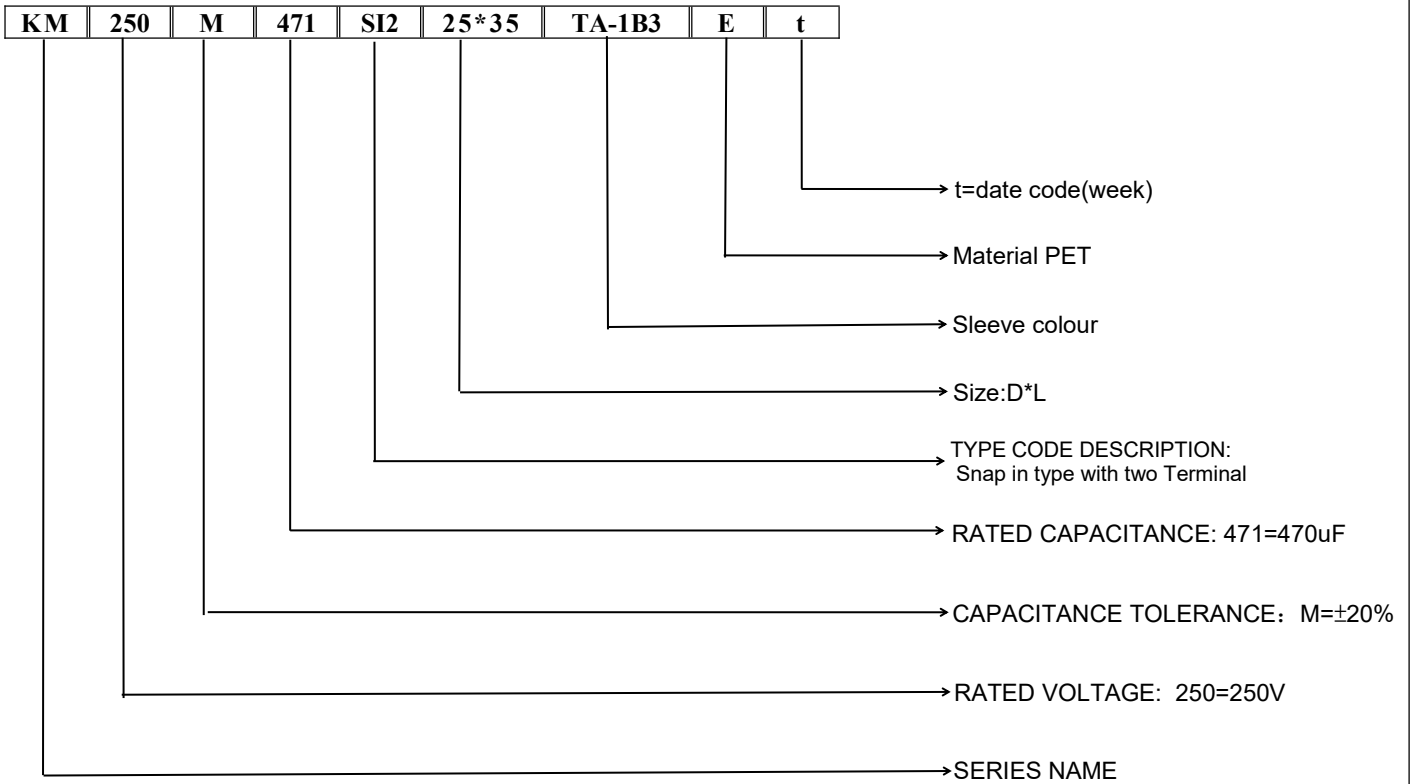 KM 250 M 471 SI2 25*35 TA-1B3 E t
t=date code(week)
Material PET
Sleeve colour
Size:D*L
TYPE CODE DESCRIPTION:
Snap in type with two Terminal
RATED CAPACITANCE: 471=470uF
CAPACITANCE TOLERANCE：M=±20%
RATED VOLTAGE: 250=250V
SERIES NAME